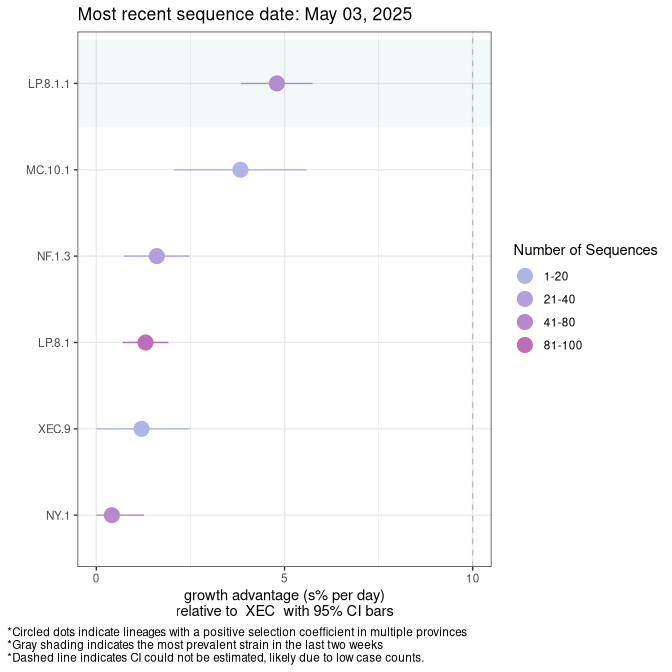 Most recent sequence date: May 03, 2025
LP.8.1.1
MC.10.1
NF.1.3
LP.8.1
XEC.9
NY.1
0 5 10
growth advantage (s% per day)
relative to XEC with 95% CI bars
Number of Sequences
1-20
21-40
41-80
81-100
*Circled dots indicate lineages with a positive selection coefficient in multiple provinces
*Gray shading indicates the most prevalent strain in the last two weeks
*Dashed line indicates CI could not be estimated, likely due to low case counts.